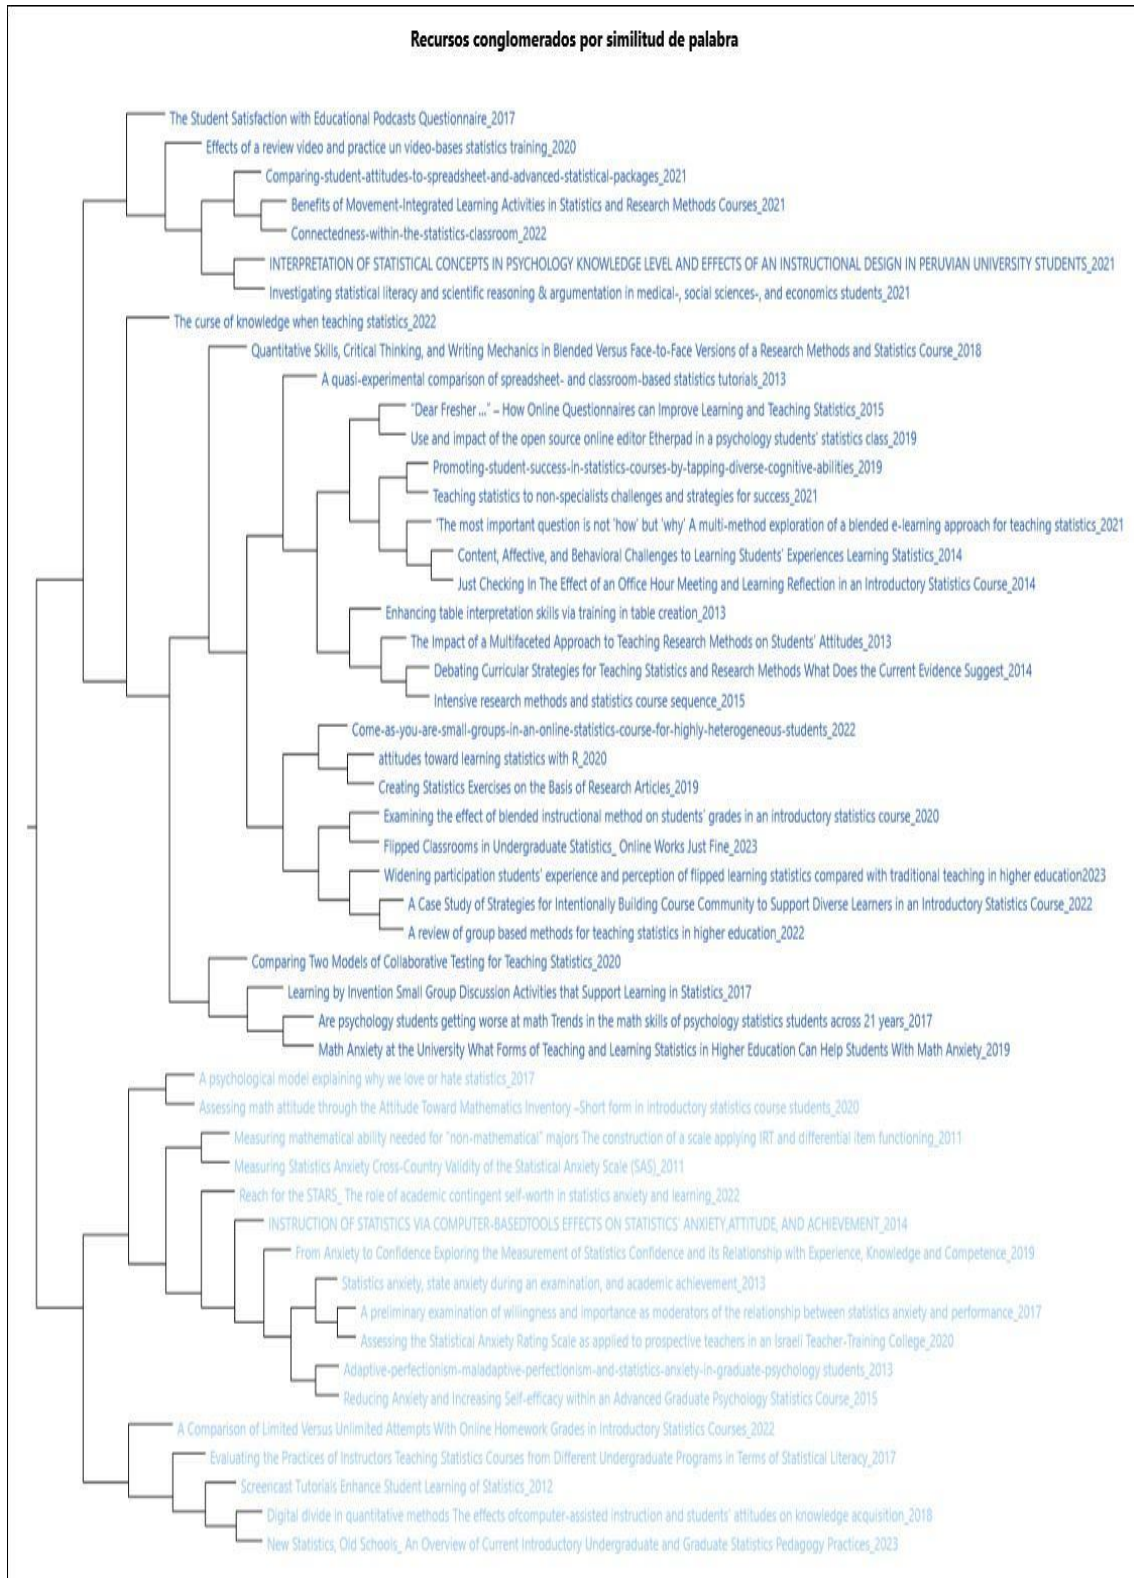 Recursos conglomerados por similitud de palabra
The Student Satisfaction with Educational Podcasts Questionnaire_2017
Effects of a review video and practice un video-bases statistics training_2020
Comparing-student-attitudes-to-spreadsheet-and-advanced-statistical-packages_2021
Benefits of Movement-Integrated Learning Activities in Statistics and Research Methods Courses_2021
Connectedness-within-the-statistics-classroom_2022
INTERPRETATION OF STATISTICAL CONCEPTS IN PSYCHOLOGY KNOWLEDGE LEVEL AND EFFECTS OF AN INSTRUCTIONAL DESIGN IN PERUVIAN UNIVERSITY STUDENTS_2021
Investigating statistical literacy and scientific reasoning & argumentation in medical-, social sciences-, and economics students_2021
The curse of knowledge when teaching statistics_2022
Quantitative Skills, Critical Thinking, and Writing Mechanics in Blended Versus Face-to-Face Versions of a Research Methods and Statistics Course_2018
A quasi-experimental comparison of spreadsheet- and classroom-based statistics tutorials_2013
"Dear Fresher ..." – How Online Questionnaires can Improve Learning and Teaching Statistics_2015
Use and impact of the open source online editor Etherpad in a psychology students' statistics class_2019
Promoting-student-success-in-statistics-courses-by-tapping-diverse-cognitive-abilities_2019
Teaching statistics to non-specialists challenges and strategies for success_2021
'The most important question is not 'how' but 'why' A multi-method exploration of a blended e-learning approach for teaching statistics_2021
Content, Affective, and Behavioral Challenges to Learning Students' Experiences Learning Statistics_2014
Just Checking In The Effect of an Office Hour Meeting and Learning Reflection in an Introductory Statistics Course_2014
Enhancing table interpretation skills via training in table creation_2013
The Impact of a Multifaceted Approach to Teaching Research Methods on Students' Attitudes_2013
Debating Curricular Strategies for Teaching Statistics and Research Methods What Does the Current Evidence Suggest_2014
Intensive research methods and statistics course sequence_2015
Come-as-you-are-small-groups-in-an-online-statistics-course-for-highly-heterogeneous-students_2022
attitudes toward learning statistics with R_2020
Creating Statistics Exercises on the Basis of Research Articles_2019
Examining the effect of blended instructional method on students' grades in an introductory statistics course_2020
Flipped Classrooms in Undergraduate Statistics_ Online Works Just Fine_2023
Widening participation students' experience and perception of flipped learning statistics compared with traditional teaching in higher education2023
A Case Study of Strategies for Intentionally Building Course Community to Support Diverse Learners in an Introductory Statistics Course_2022
A review of group based methods for teaching statistics in higher education_2022
Comparing Two Models of Collaborative Testing for Teaching Statistics_2020
Learning by Invention Small Group Discussion Activities that Support Learning in Statistics_2017
Are psychology students getting worse at math Trends in the math skills of psychology statistics students across 21 years_2017
Math Anxiety at the University What Forms of Teaching and Learning Statistics in Higher Education Can Help Students With Math Anxiety_2019
A psychological model explaining why we love or hate statistics_2017
Assessing math attitude through the Attitude Toward Mathematics Inventory –Short form in introductory statistics course students_2020
Measuring mathematical ability needed for "non-mathematical" majors The construction of a scale applying IRT and differential item functioning_2011
Measuring Statistics Anxiety Cross-Country Validity of the Statistical Anxiety Scale (SAS)_2011
Reach for the STARS_ The role of academic contingent self-worth in statistics anxiety and learning_2022
INSTRUCTION OF STATISTICS VIA COMPUTER-BASEDTOOLS EFFECTS ON STATISTICS' ANXIETY,ATTITUDE, AND ACHIEVEMENT_2014
From Anxiety to Confidence Exploring the Measurement of Statistics Confidence and its Relationship with Experience, Knowledge and Competence_2019
Statistics anxiety, state anxiety during an examination, and academic achievement_2013
A preliminary examination of willingness and importance as moderators of the relationship between statistics anxiety and performance_2017
Assessing the Statistical Anxiety Rating Scale as applied to prospective teachers in an Israeli Teacher-Training College_2020
Adaptive-perfectionism-maladaptive-perfectionism-and-statistics-anxiety-in-graduate-psychology students_2013
Reducing Anxiety and Increasing Self-efficacy within an Advanced Graduate Psychology Statistics Course_2015
A Comparison of Limited Versus Unlimited Attempts With Online Homework Grades in Introductory Statistics Courses_2022
Evaluating the Practices of Instructors Teaching Statistics Courses from Different Undergraduate Programs in Terms of Statistical Literacy_2017
Screencast Tutorials Enhance Student Learning of Statistics_2012
Digital divide in quantitative methods The effects ofcomputer-assisted instruction and students' attitudes on knowledge acquisition_2018
New Statistics, Old Schools_ An Overview of Current Introductory Undergraduate and Graduate Statistics Pedagogy Practices_2023